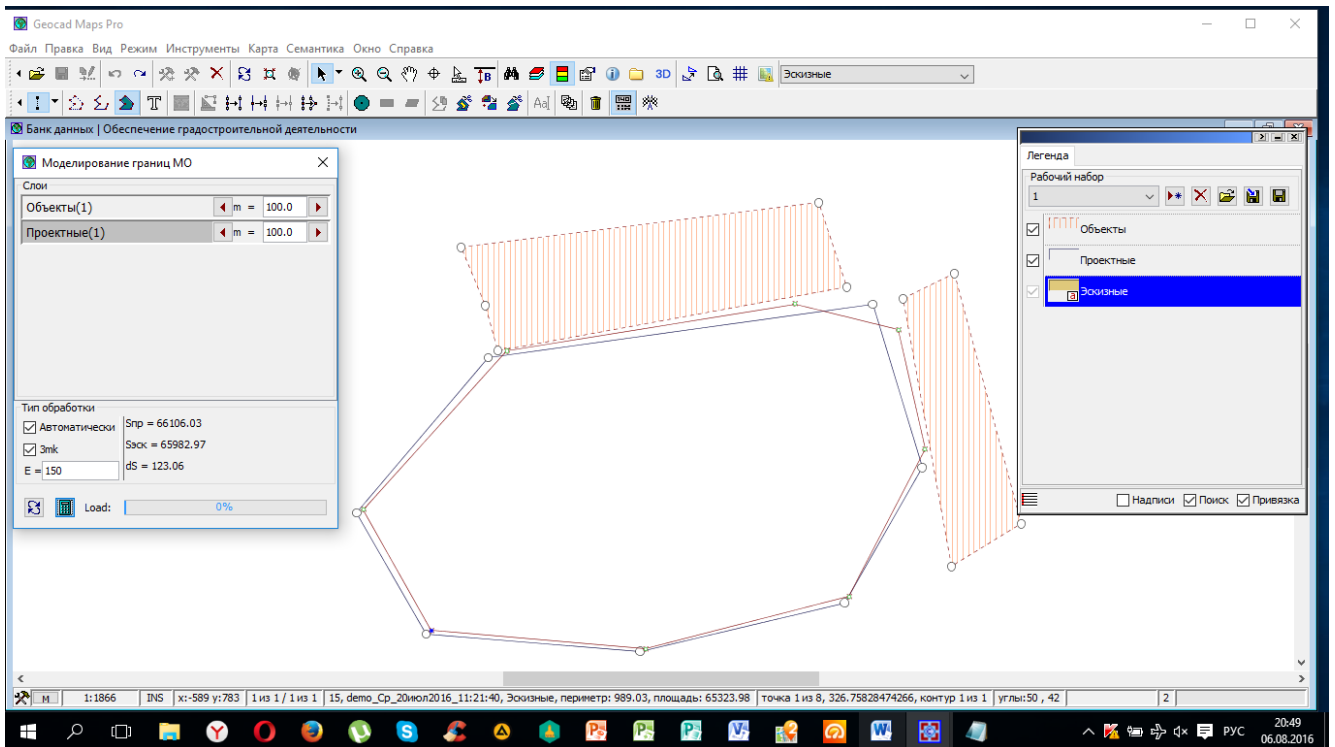 Geocad Maps Pro
Файл Правка Вид Режим Инструменты Карта Семантика Окно Справка
3D Эскизные
Банк данных | Обеспечение градостроительной деятельности
Моделирование границ МО
Слои
Объекты(1) m = 100.0
Проектные(1) m = 100.0
Тип обработки
Автоматически Sпр = 66106.03
3mk Sэск = 65982.97
E = 150 dS = 123.06
Load: 0%
Легенда
Рабочий набор
1
Объекты
Проектные
a Эскизные
Надписи Поиск Привязка
М 1:1866 INS x:-589 y:783 1 из 1 / 1 из 1 15, demo_Ср_20июл2016_11:21:40, Эскизные, периметр: 989.03, площадь: 65323.98 точка 1 из 8, 326.75828474266, контур 1 из 1 углы:50 , 42 2
РУС 20:49
06.08.2016